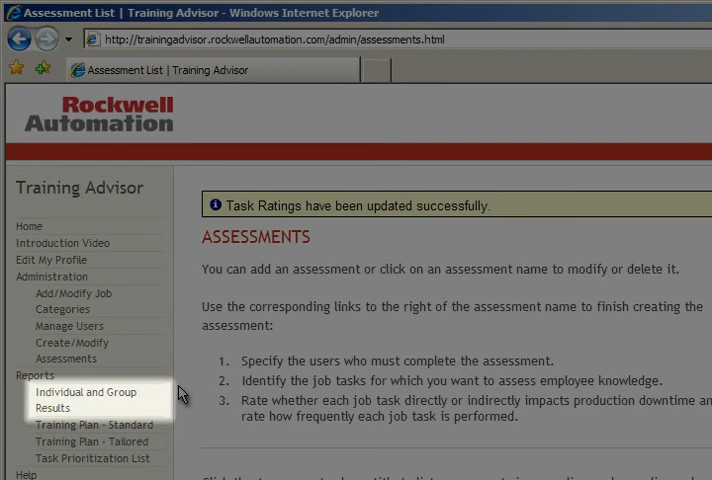 Assessment List | Training Advisor - Windows Internet Explorer
http://trainingadvisor.rockwellautomation.com/admin/assessments.html
Assessment List | Training Advisor
Rockwell
Automation
Training Advisor
Home
Introduction Video
Edit My Profile
Administration
Add/Modify Job
Categories
Manage Users
Create/Modify
Assessments
Reports
Individual and Group
Results
Training Plan - Standard
Training Plan - Tailored
Task Prioritization List
Help
Task Ratings have been updated successfully.
ASSESSMENTS
You can add an assessment or click on an assessment name to modify or delete it.
Use the corresponding links to the right of the assessment name to finish creating the
assessment:
1. Specify the users who must complete the assessment.
2. Identify the job tasks for which you want to assess employee knowledge.
3. Rate whether each job task directly or indirectly impacts production downtime an
rate how frequently each job task is performed.